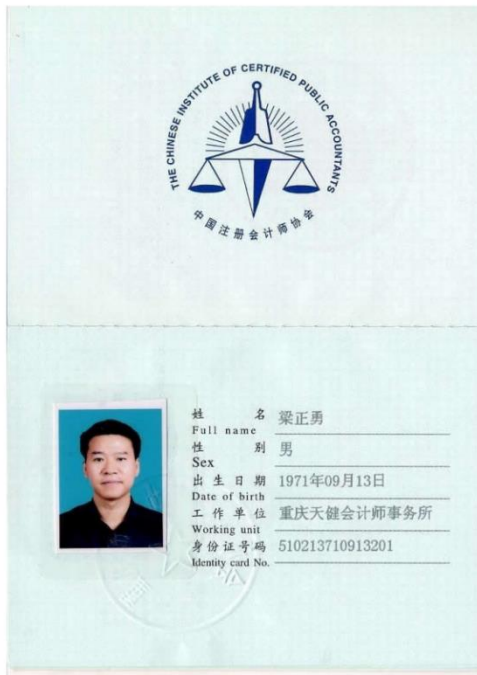 THE CHINESE INSTITUTE OF CERTIFIED PUBLIC ACCOUNTANTS
中国注册会计师协会
姓 名 梁正勇
Full name
性 别 男
Sex
出生日期 1971年09月13日
Date of birth
工作单位 重庆天健会计师事务所
Working unit
身份证号码 510213710913201
Identity card No.